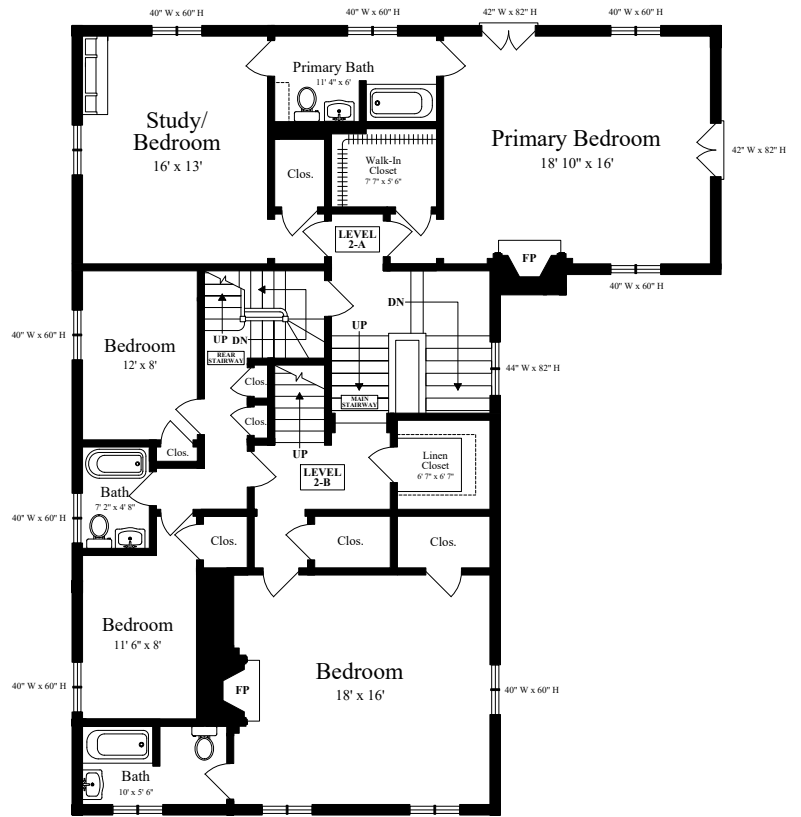 40" W x 60" H
40" W x 60" H
42" W x 82" H
40" W x 60" H
Primary Bath
11' 4" x 6'
Study/
Bedroom
16' x 13'
Primary Bedroom
18' 10" x 16'
42" W x 82" H
Clos.
Walk-In
Closet
7' 7" x 5' 6"
LEVEL
2-A
FP
40" W x 60" H
DN
UP
UP DN
REAR
STAIRWAY
40" W x 60" H
Bedroom
12' x 8'
44" W x 82" H
Clos.
MAIN
STAIRWAY
Clos.
Clos.
UP
LEVEL
2-B
Linen
Closet
6' 7" x 6' 7"
Bath
7' 2" x 4' 8"
40" W x 60" H
Clos.
Clos.
Clos.
Bedroom
11' 6" x 8'
Bedroom
18' x 16'
FP
40" W x 60" H
40" W x 60" H
Bath
10' x 5' 6"